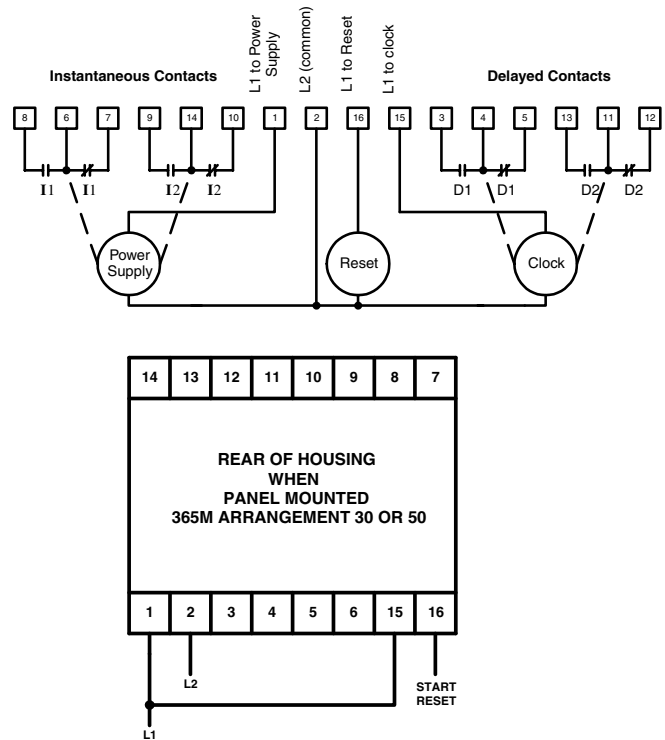 L1 to Power
Supply
L2 (common)
L1 to Reset
L1 to clock
Instantaneous Contacts
Delayed Contacts
8 6 7 9 14 10 1 2 16 15 3 4 5 13 11 12
I1 I1 I2 I2 D1 D1 D2 D2
Power
Supply
Reset
Clock
14 13 12 11 10 9 8 7
REAR OF HOUSING
WHEN
PANEL MOUNTED
365M ARRANGEMENT 30 OR 50
1 2 3 4 5 6 15 16
L2
START
RESET
L1